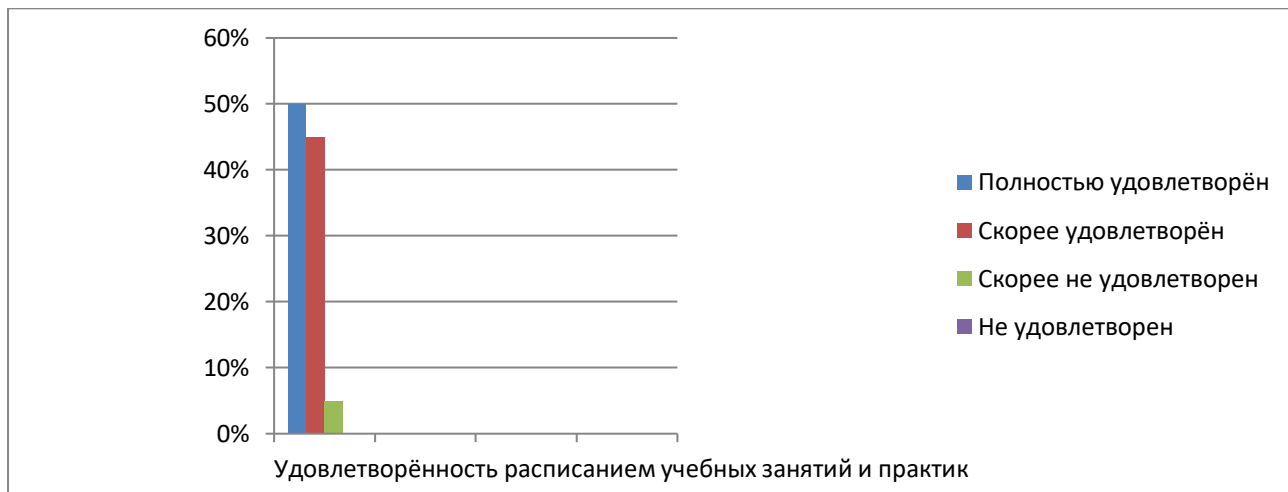 60%
50%
40%
30%
20%
10%
0%
Удовлетворённость расписанием учебных занятий и практик
Полностью удовлетворён
Скорее удовлетворён
Скорее не удовлетворен
Не удовлетворен